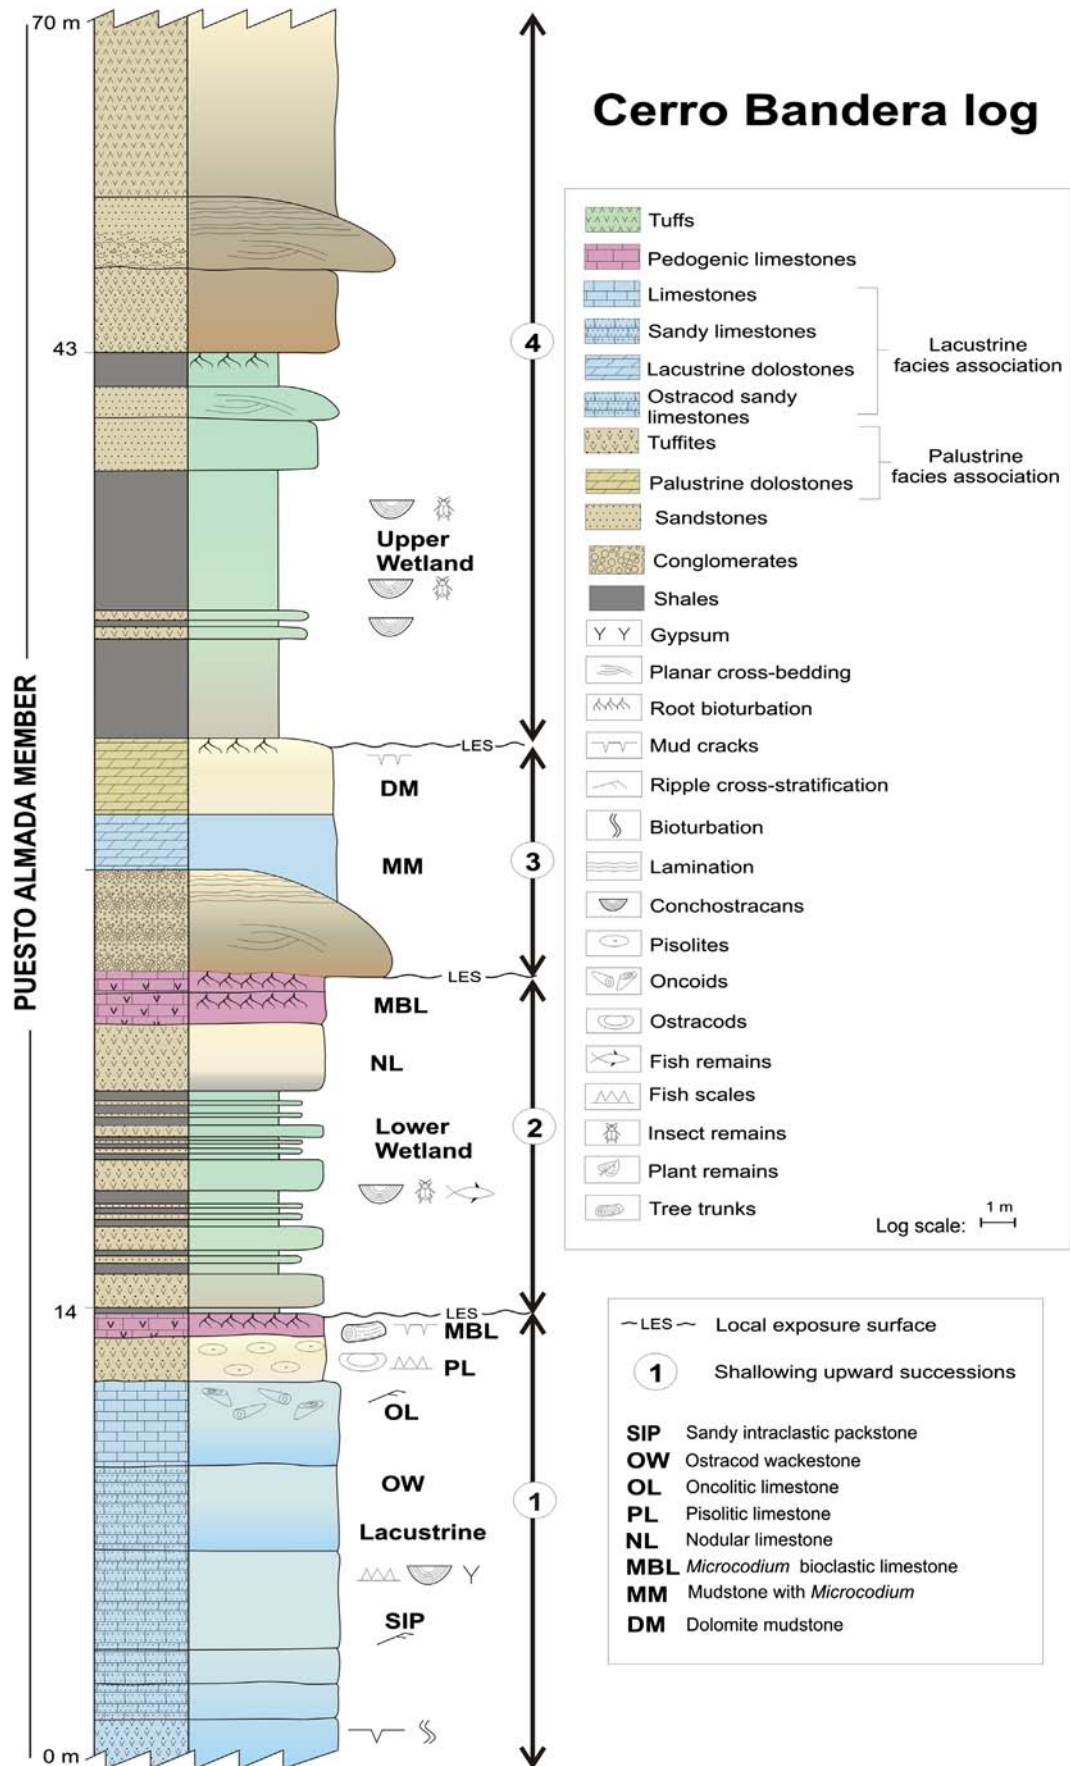 70 m
43
14
0 m
PUESTO ALMADA MEMBER
Upper
Wetland
LES
DM
MM
LES
MBL
NL
Lower
Wetland
LES
MBL
PL
OL
OW
Lacustrine
SIP
4
3
2
1
Cerro Bandera log
Tuffs
Pedogenic limestones
Limestones
Sandy limestones
Lacustrine dolostones
Ostracod sandy
limestones
Lacustrine
facies association
Tuffites
Palustrine dolostones
Palustrine
facies association
Sandstones
Conglomerates
Shales
Gypsum
Planar cross-bedding
Root bioturbation
Mud cracks
Ripple cross-stratification
Bioturbation
Lamination
Conchostracans
Pisolites
Oncoids
Ostracods
Fish remains
Fish scales
Insect remains
Plant remains
Tree trunks
Log scale: 1 m
LES Local exposure surface
1 Shallowing upward successions
SIP Sandy intraclastic packstone
OW Ostracod wackestone
OL Oncolitic limestone
PL Pisolitic limestone
NL Nodular limestone
MBL Microcodium bioclastic limestone
MM Mudstone with Microcodium
DM Dolomite mudstone